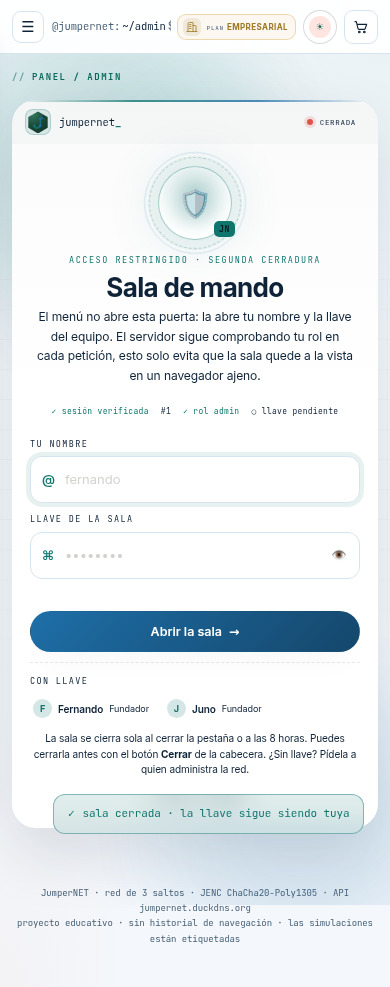 ☰ @jumpernet:~/admin$ PLAN EMPRESARIAL
// PANEL / ADMIN
jumpernet_ CERRADA
JN
ACCESO RESTRINGIDO · SEGUNDA CERRADURA
Sala de mando
El menú no abre esta puerta: la abre tu nombre y la llave
del equipo. El servidor sigue comprobando tu rol en
cada petición, esto solo evita que la sala quede a la vista
en un navegador ajeno.
✓ sesión verificada #1 ✓ rol admin ○ llave pendiente
TU NOMBRE
@ fernando
LLAVE DE LA SALA
⌘ ••••••••
Abrir la sala →
CON LLAVE
F Fernando Fundador J Juno Fundador
La sala se cierra sola al cerrar la pestaña o a las 8 horas. Puedes
cerrarla antes con el botón Cerrar de la cabecera. ¿Sin llave? Pídela a
quien administra la red.
✓ sala cerrada · la llave sigue siendo tuya
JumperNET · red de 3 saltos · JENC ChaCha20-Poly1305 · API
jumpernet.duckdns.org
proyecto educativo · sin historial de navegación · las simulaciones
están etiquetadas